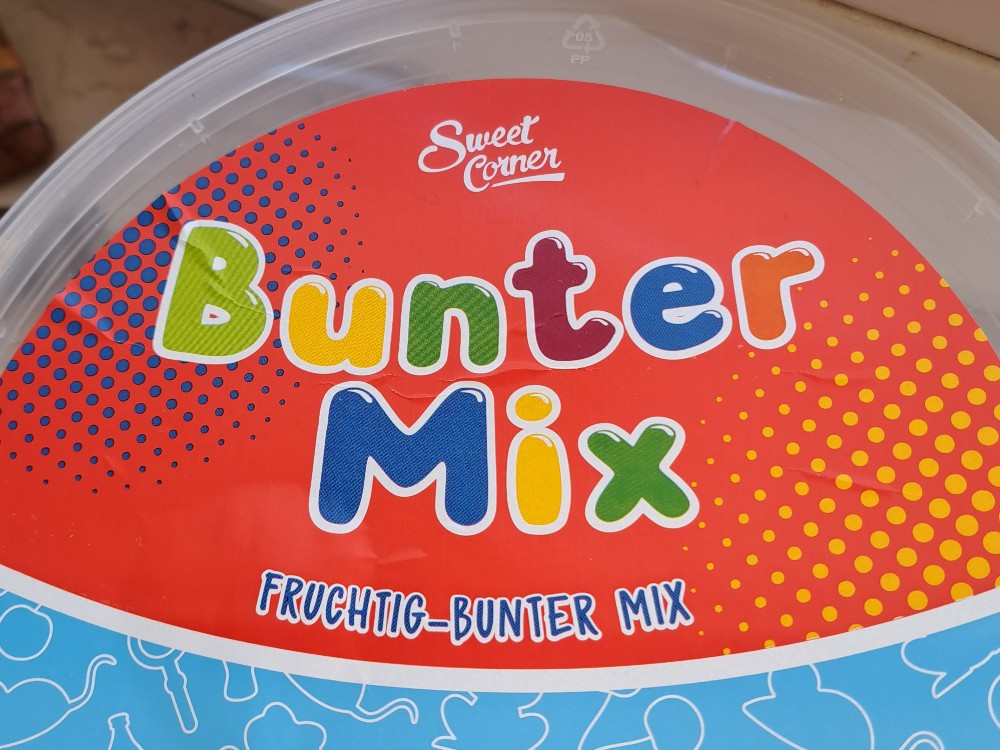 05
PP
Sweet
Corner
Bunter
Mix
FRUCHTIG-BUNTER MIX